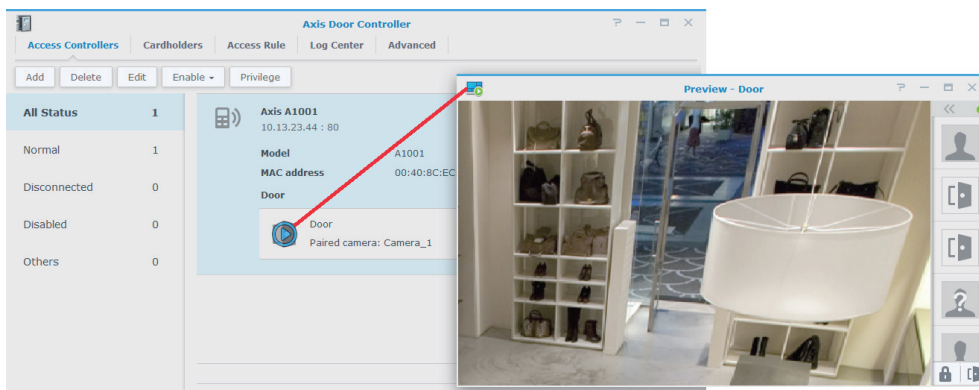 Axis Door Controller
Access Controllers Cardholders Access Rule Log Center Advanced
Add Delete Edit Enable Privilege
All Status 1
Normal 1
Disconnected 0
Disabled 0
Others 0
Axis A1001
10.13.23.44 : 80
Model A1001
MAC address 00:40:8C:EC
Door
Door
Paired camera: Camera_1
Preview - Door